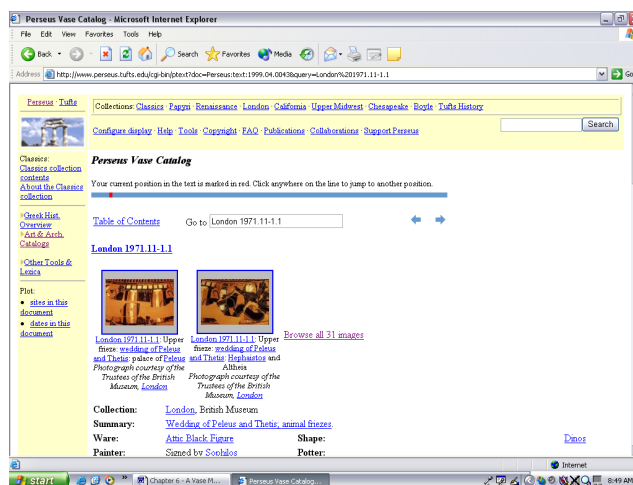 Perseus Vase Catalog - Microsoft Internet Explorer
File Edit View Favorites Tools Help
Back Search Favorites Media
Address http://www.perseus.tufts.edu/cgi-bin/ptext?doc=Perseus:text:1999.04.0043&query=London%201971.11-1.1 Go
Perseus · Tufts
Collections: Classics · Papyri · Renaissance · London · California · Upper Midwest · Chesapeake · Boyle · Tufts History
Configure display · Help · Tools · Copyright · FAQ · Publications · Collaborations · Support Perseus
Search
Classics:
Classics collection
contents
About the Classics
collection
Greek Hist.
Overview
Art & Arch.
Catalogs
Other Tools &
Lexica
Plot:
• sites in this
document
• dates in this
document
Perseus Vase Catalog
Your current position in the text is marked in red. Click anywhere on the line to jump to another position.
Table of Contents Go to London 1971.11-1.1
London 1971.11-1.1
London 1971.11-1.1: Upper
frieze: wedding of Peleus
and Thetis: palace of Peleus
Photograph courtesy of the
Trustees of the British
Museum, London
London 1971.11-1.1: Upper
frieze: wedding of Peleus
and Thetis: Hephaistos and
Altheia
Photograph courtesy of the
Trustees of the British
Museum, London
Browse all 31 images
Collection: London, British Museum
Summary: Wedding of Peleus and Thetis; animal friezes.
Ware: Attic Black Figure Shape: Dinos
Painter: Signed by Sophilos Potter:
Internet
start » Chapter 6 - A Vase M... Perseus Vase Catalog... 8:49 AM